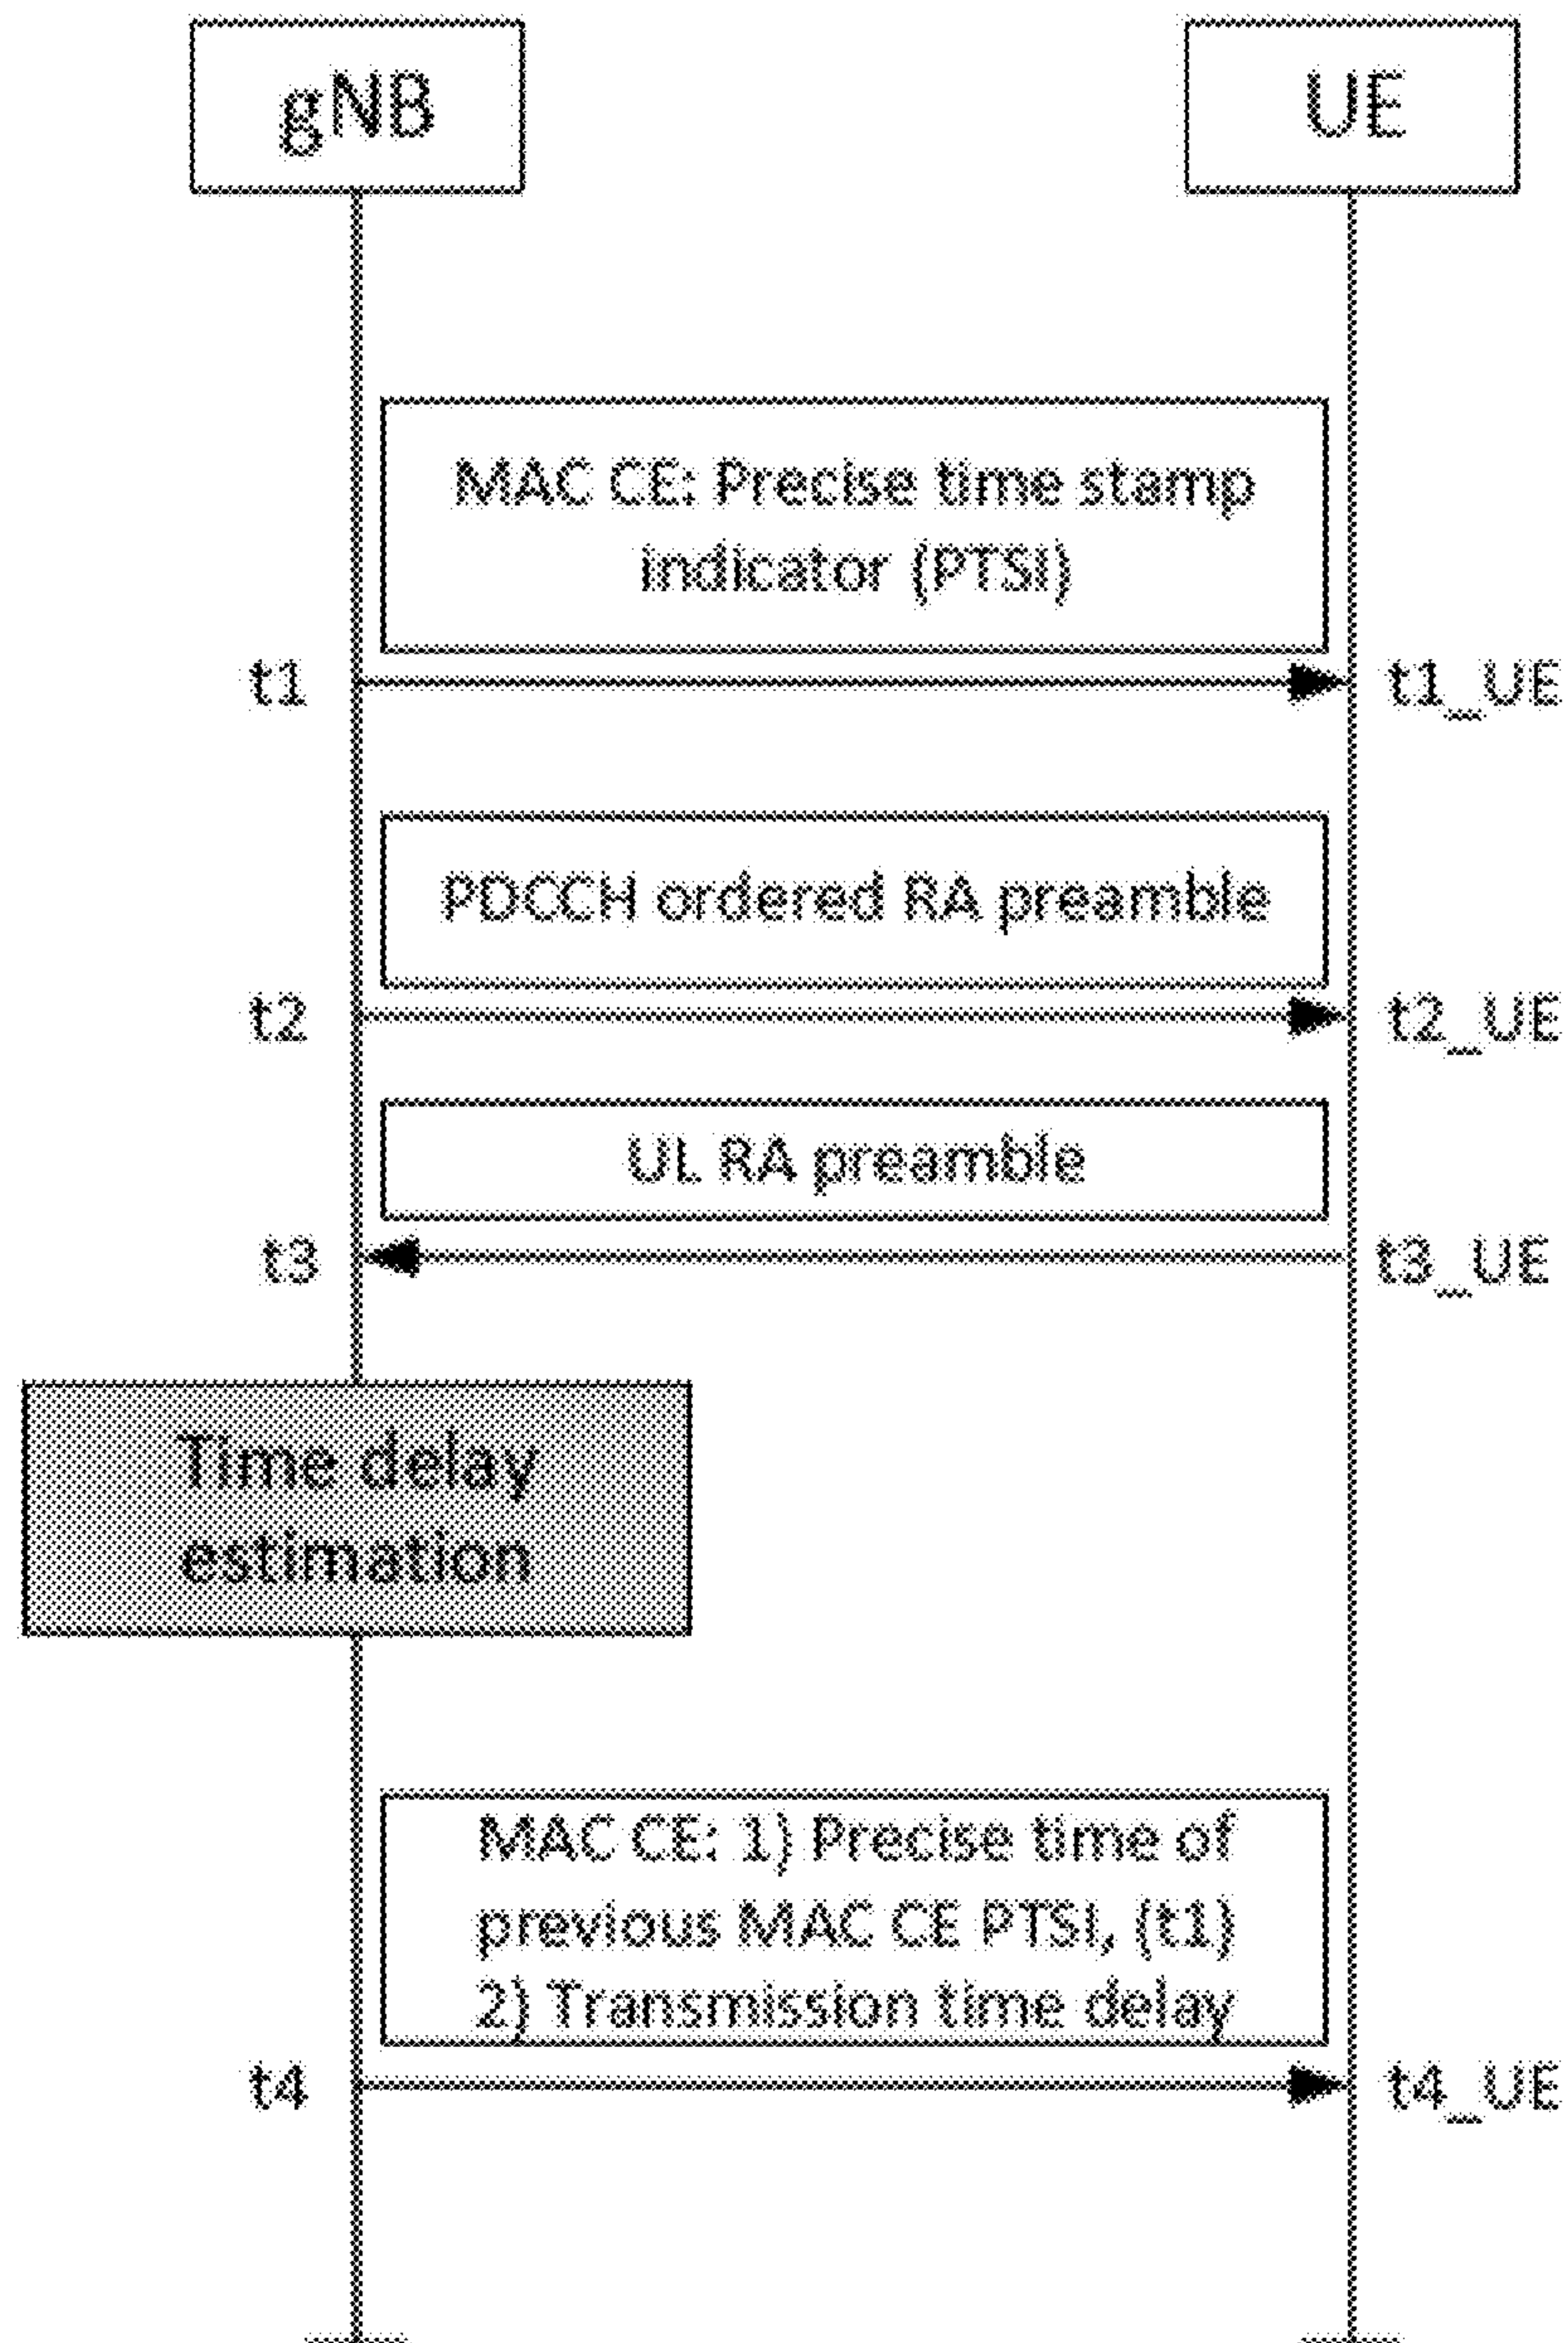 gNB
UE
MAC CE: Precise time stamp
indicator (PTSI)
t1
t1_UE
PDCCH ordered RA preamble
t2
t2_UE
UL RA preamble
t3
t3_UE
Time delay
estimation
MAC CE: 1) Precise time of
previous MAC CE PTSI, (t1)
2) Transmission time delay
t4
t4_UE